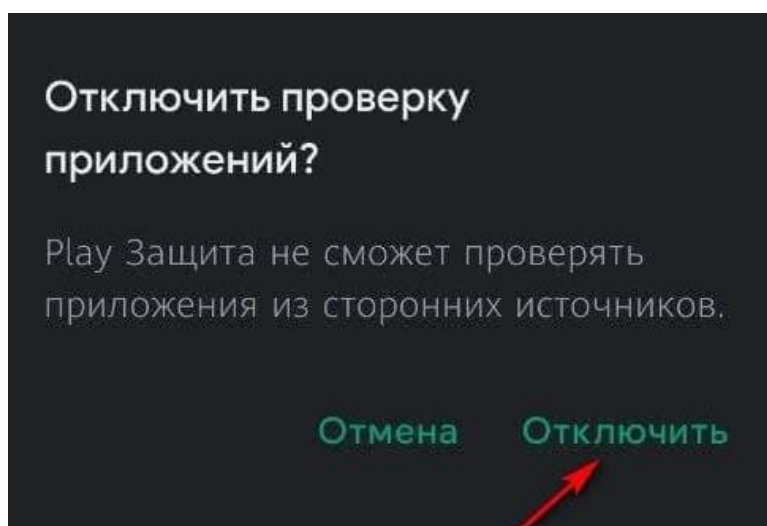 Отключить проверку
приложений?
Play Защита не сможет проверять
приложения из сторонних источников.
Отмена Отключить